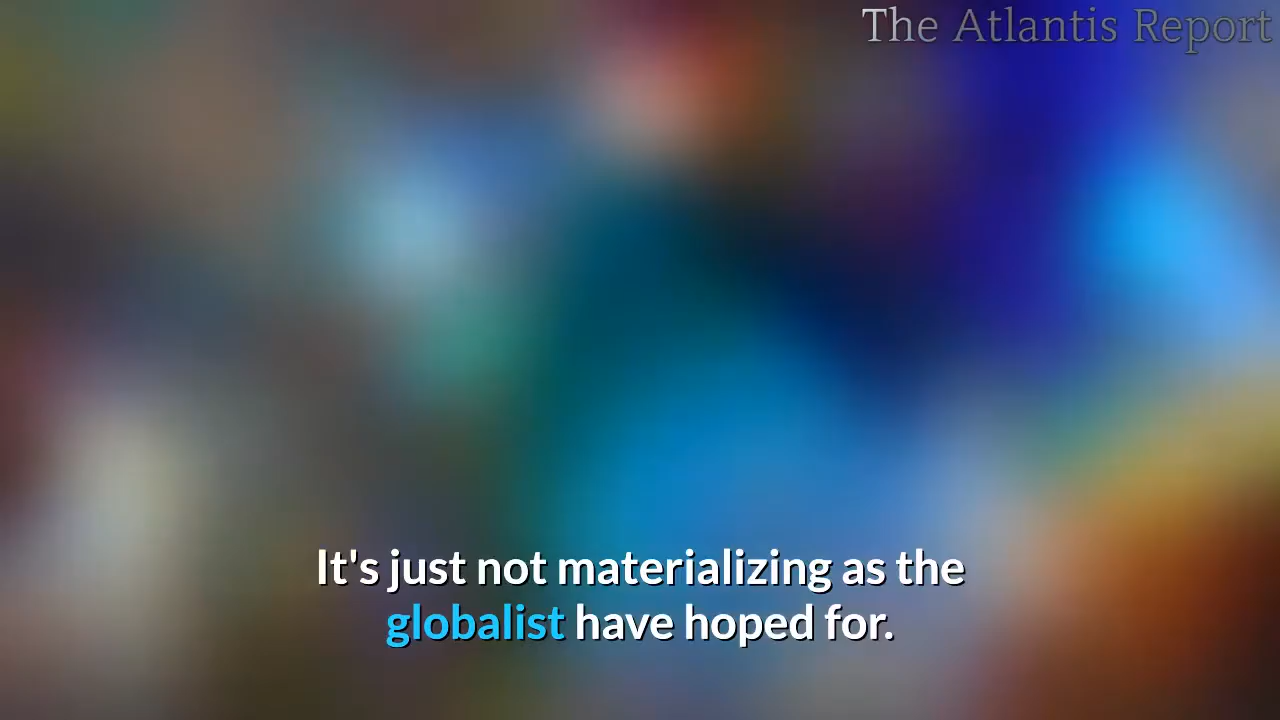 The Atlantis Report
It's just not materializing as the
globalist have hoped for.